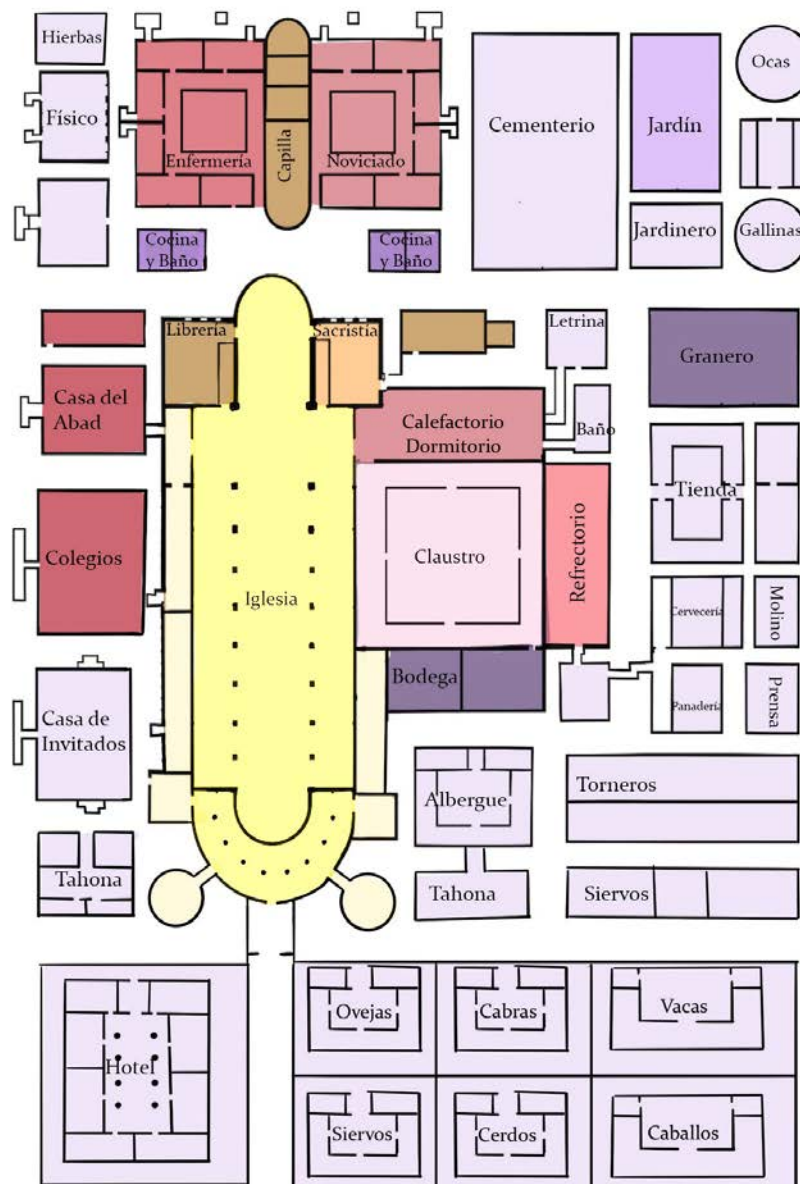 Hierbas
Ocas
Físico
Cementerio
Jardín
Enfermería
Capilla
Noviciado
Jardinero
Gallinas
Cocina
y Baño
Cocina
y Baño
Librería
Sacristía
Letrina
Granero
Casa del
Abad
Calefactorio
Dormitorio
Baño
Tienda
Colegios
Iglesia
Claustro
Refrectorio
Cervecería
Molino
Bodega
Panadería
Prensa
Casa de
Invitados
Albergue
Torneros
Tahona
Tahona
Siervos
Ovejas
Cabras
Vacas
Hotel
Siervos
Cerdos
Caballos